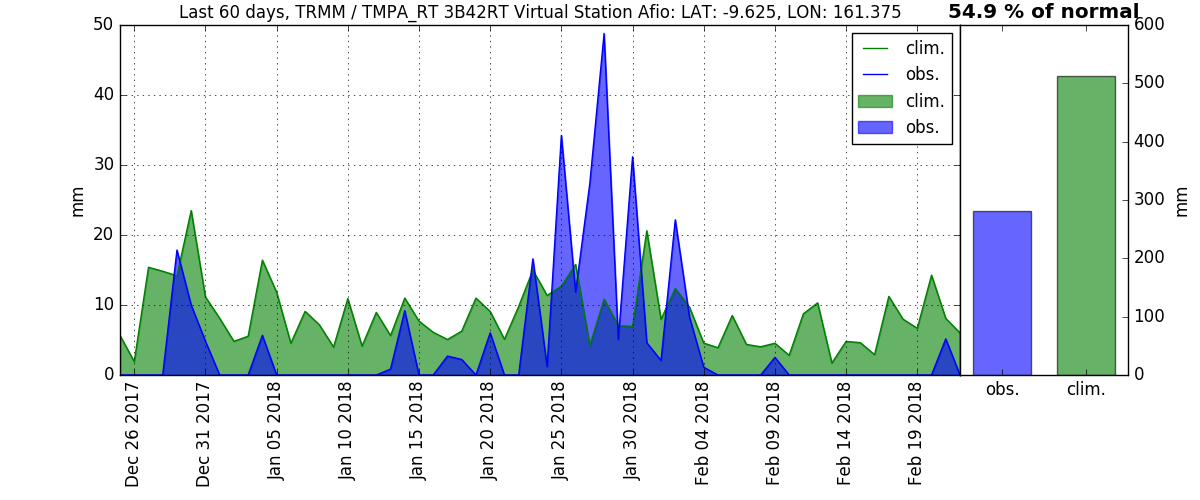 Last 60 days, TRMM / TMPA_RT 3B42RT Virtual Station Afio: LAT: -9.625, LON: 161.375
54.9 % of normal
50
40
30
20
10
0
mm
clim.
obs.
clim.
obs.
Dec 26 2017
Dec 31 2017
Jan 05 2018
Jan 10 2018
Jan 15 2018
Jan 20 2018
Jan 25 2018
Jan 30 2018
Feb 04 2018
Feb 09 2018
Feb 14 2018
Feb 19 2018
600
500
400
300
200
100
0
mm
obs.
clim.